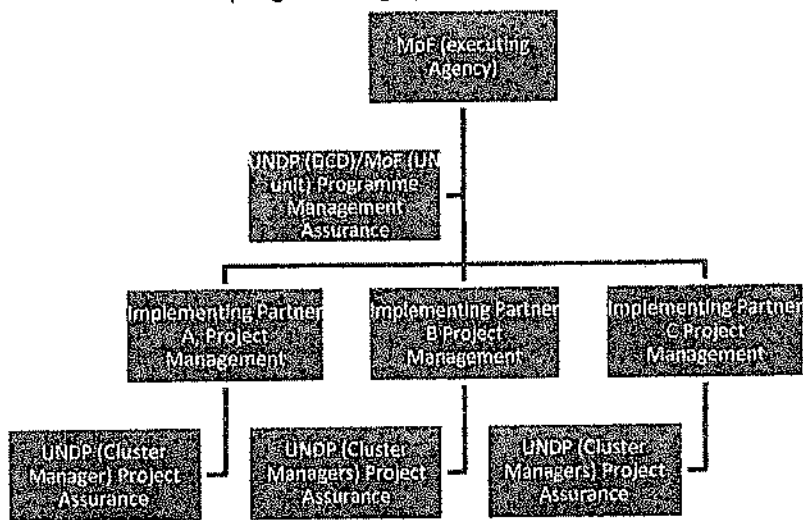 MoF (executing
Agency)
UNDP (DCD)/MoF (UN
unit) Programme
Management
Assurance
Implementing Partner
A. Project
Management
Implementing Partner
B Project
Management
Implementing Partner
C Project
Management
UNDP (Cluster
Manager) Project
Assurance
UNDP (Cluster
Managers) Project
Assurance
UNDP (Cluster
Managers) Project
Assurance